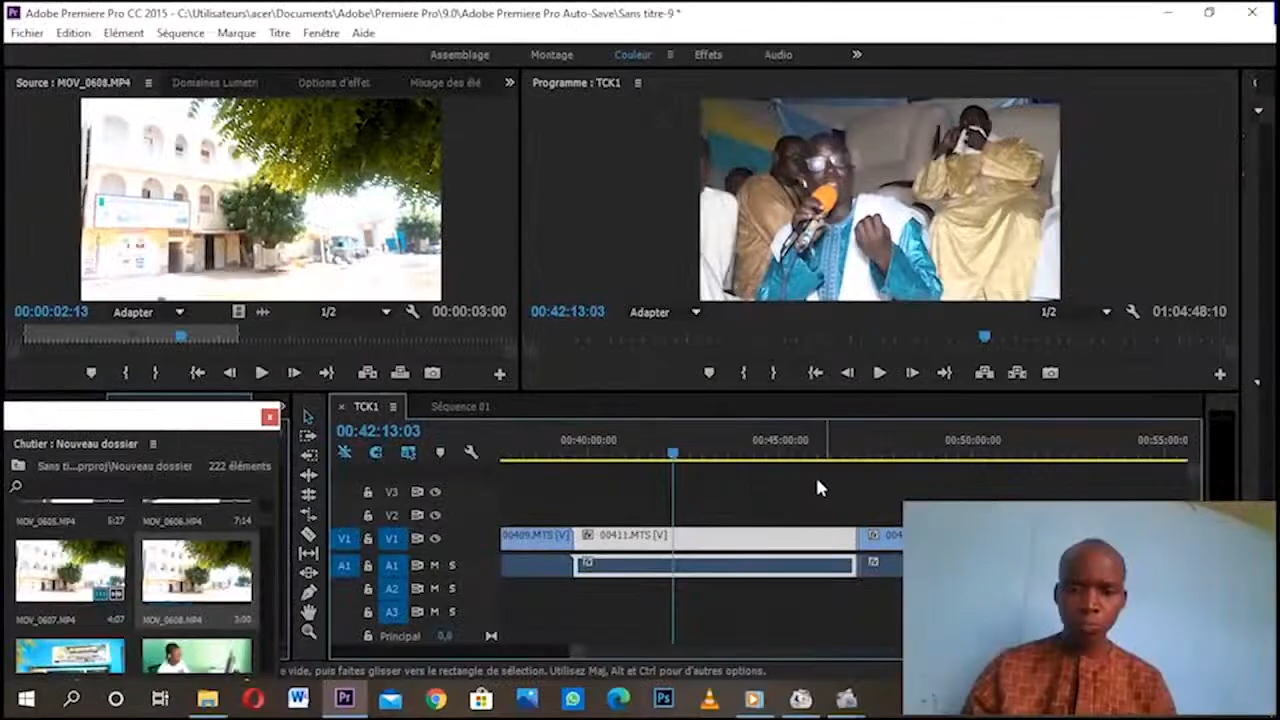 Adobe Premiere Pro CC 2015 - C:\Utilisateurs\acer\Documents\Adobe\Premiere Pro\9.0\Adobe Premiere Pro Auto-Save\Sans titre-9 *
Fichier Edition Elément Séquence Marque Titre Fenêtre Aide
Assemblage Montage Couleur Effets Audio
Source : MOV_0608.MP4 Domaines Lumetri Options d'effet Mixage des élé
Programme : TCK1
00:00:02:13 Adapter 1/2 00:00:03:00
00:42:13:03 Adapter 1/2 01:04:48:10
TCK1 Séquence 01
00:42:13:03
00:40:00:00 00:45:00:00 00:50:00:00 00:55:00:0
Chutier : Nouveau dossier
Sans ti...prproj\Nouveau dossier 222 éléments
MOV_0605.MP4 5:27 MOV_0606.MP4 7:14
MOV_0607.MP4 4:07 MOV_0608.MP4 3:00
V3
V2
V1 V1 00409.MTS [V] 00411.MTS [V] 004
A1 A1 M S
A2 M S
A3 M S
Principal 0,0
e vide, puis faites glisser vers le rectangle de sélection. Utilisez Maj, Alt et Ctrl pour d'autres options.